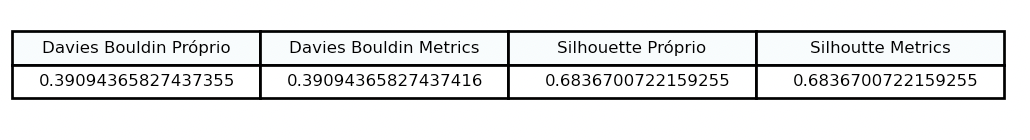 Davies Bouldin Próprio Davies Bouldin Metrics Silhouette Próprio Silhoutte Metrics
0.39094365827437355 0.39094365827437416 0.6836700722159255 0.6836700722159255